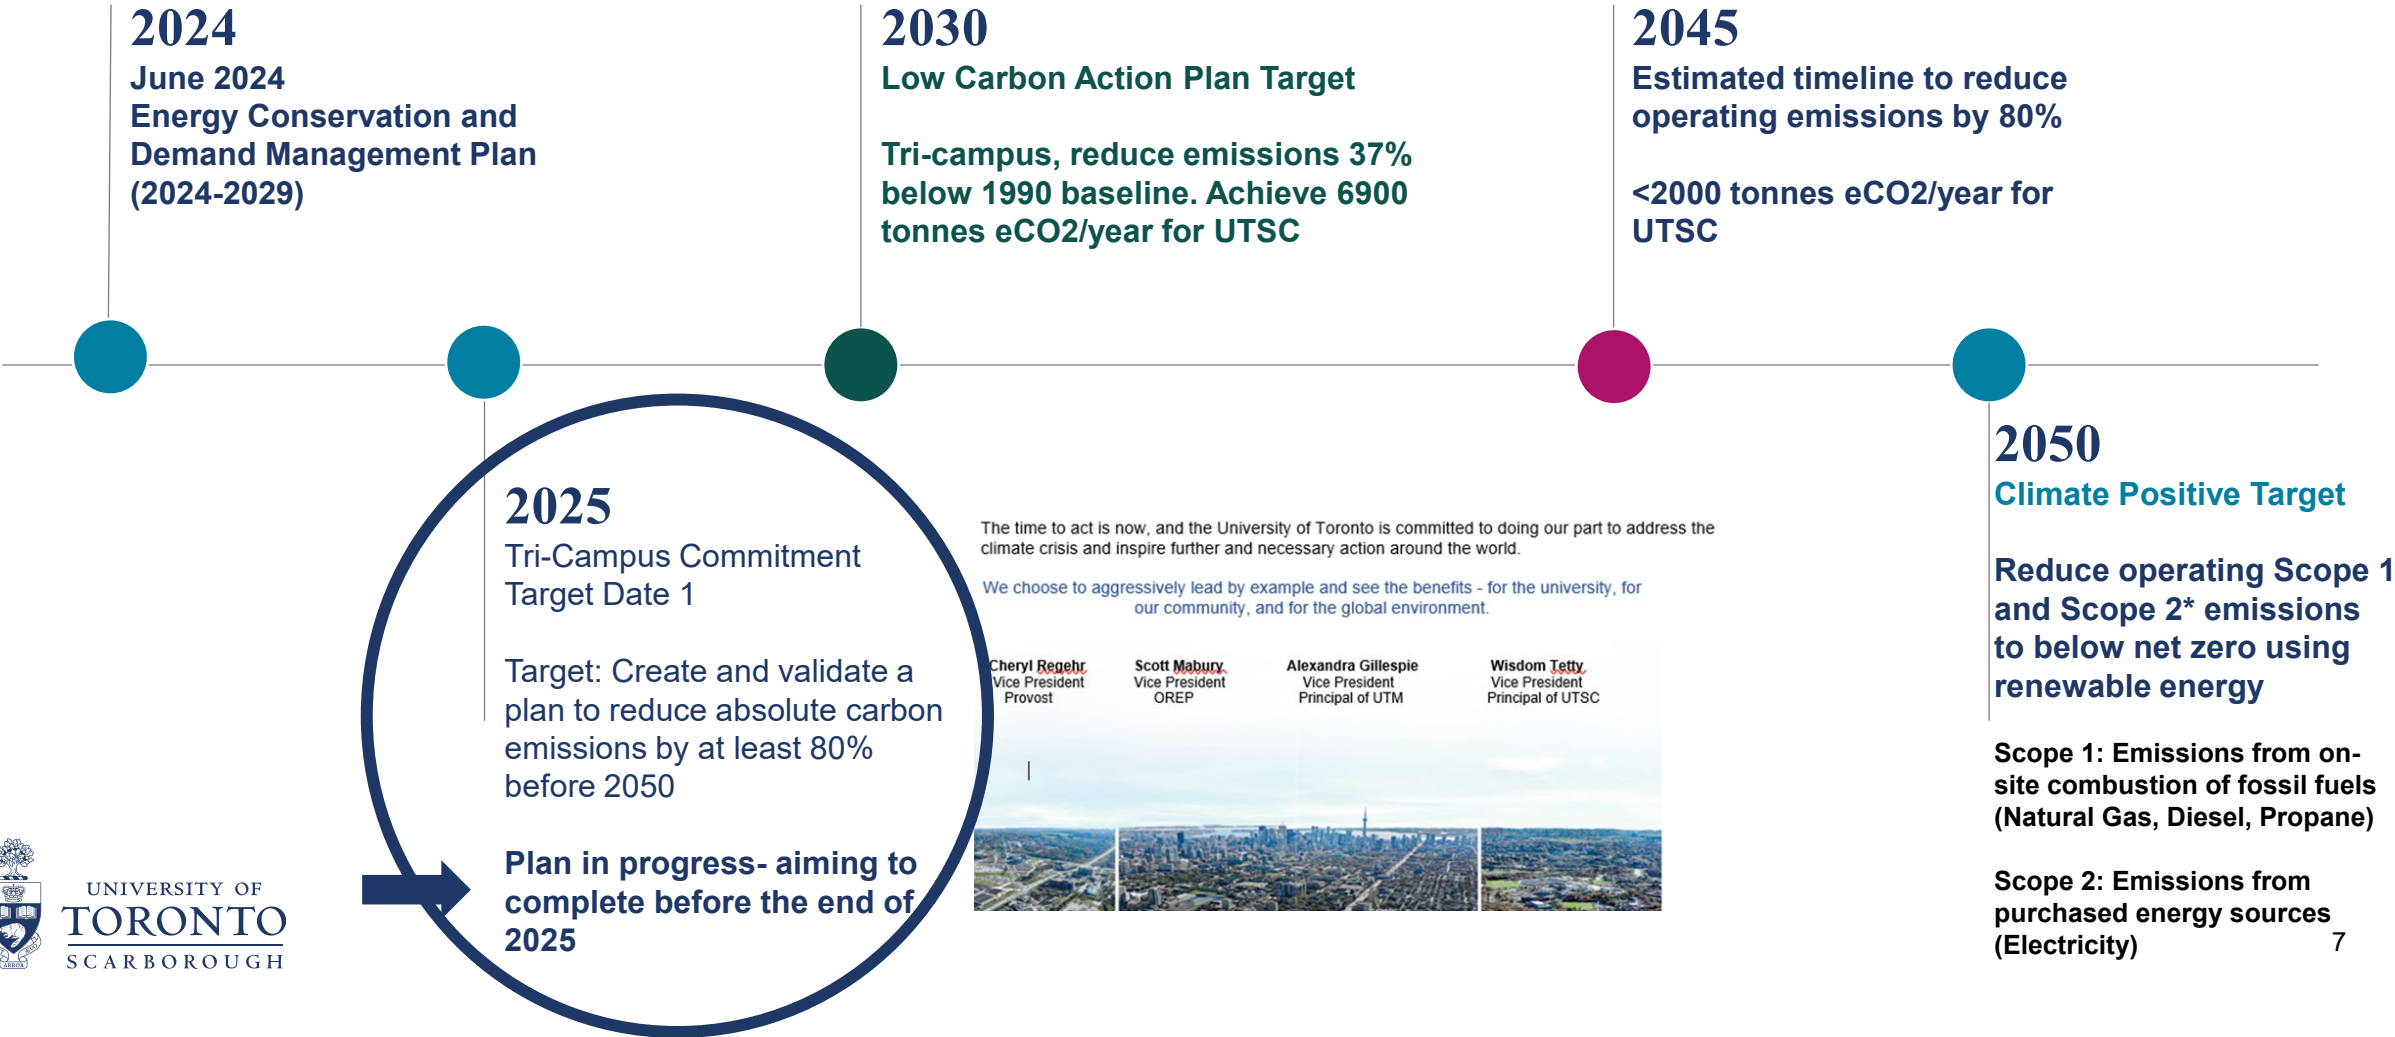 2024
June 2024
Energy Conservation and
Demand Management Plan
(2024-2029)
2030
Low Carbon Action Plan Target
Tri-campus, reduce emissions 37%
below 1990 baseline. Achieve 6900
tonnes eCO2/year for UTSC
2045
Estimated timeline to reduce
operating emissions by 80%
<2000 tonnes eCO2/year for
UTSC
2025
Tri-Campus Commitment
Target Date 1
Target: Create and validate a
plan to reduce absolute carbon
emissions by at least 80%
before 2050
Plan in progress- aiming to
complete before the end of
2025
The time to act is now, and the University of Toronto is committed to doing our part to address the
climate crisis and inspire further and necessary action around the world.
We choose to aggressively lead by example and see the benefits - for the university, for
our community, and for the global environment.
Cheryl Regehr
Vice President
Provost
Scott Mabury
Vice President
OREP
Alexandra Gillespie
Vice President
Principal of UTM
Wisdom Tetty
Vice President
Principal of UTSC
2050
Climate Positive Target
Reduce operating Scope 1
and Scope 2* emissions
to below net zero using
renewable energy
Scope 1: Emissions from on-
site combustion of fossil fuels
(Natural Gas, Diesel, Propane)
Scope 2: Emissions from
purchased energy sources
(Electricity)
7
UNIVERSITY OF
TORONTO
SCARBOROUGH